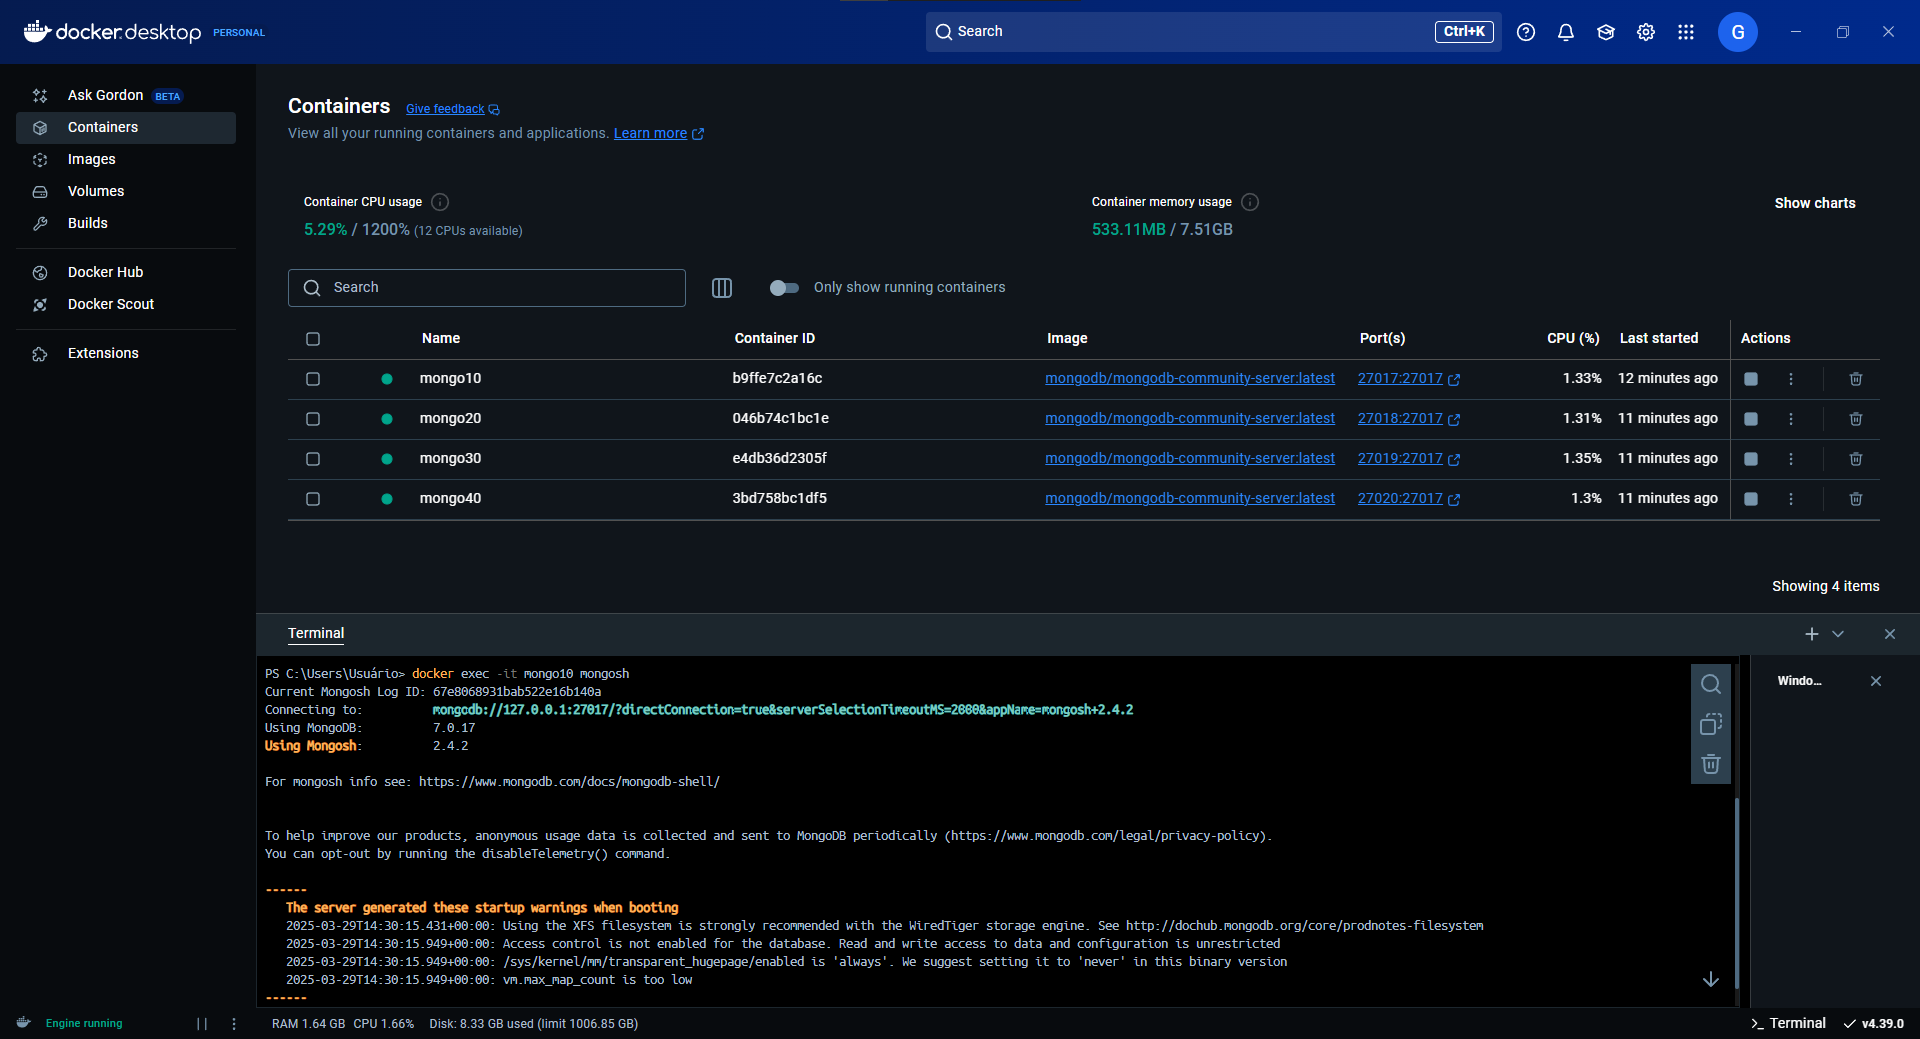 docker.desktop PERSONAL
Search Ctrl+K
G
Ask Gordon BETA
Containers
Images
Volumes
Builds
Docker Hub
Docker Scout
Extensions
Containers Give feedback
View all your running containers and applications. Learn more
Container CPU usage
5.29% / 1200% (12 CPUs available)
Container memory usage
533.11MB / 7.51GB
Show charts
Search
Only show running containers
Name Container ID Image Port(s) CPU (%) Last started Actions
mongo10 b9ffe7c2a16c mongodb/mongodb-community-server:latest 27017:27017 1.33% 12 minutes ago
mongo20 046b74c1bc1e mongodb/mongodb-community-server:latest 27018:27017 1.31% 11 minutes ago
mongo30 e4db36d2305f mongodb/mongodb-community-server:latest 27019:27017 1.35% 11 minutes ago
mongo40 3bd758bc1df5 mongodb/mongodb-community-server:latest 27020:27017 1.3% 11 minutes ago
Showing 4 items
Terminal
PS C:\Users\Usuário> docker exec -it mongo10 mongosh
Current Mongosh Log ID: 67e8068931bab522e16b140a
Connecting to: mongodb://127.0.0.1:27017/?directConnection=true&serverSelectionTimeoutMS=2000&appName=mongosh+2.4.2
Using MongoDB: 7.0.17
Using Mongosh: 2.4.2
For mongosh info see: https://www.mongodb.com/docs/mongodb-shell/
To help improve our products, anonymous usage data is collected and sent to MongoDB periodically (https://www.mongodb.com/legal/privacy-policy).
You can opt-out by running the disableTelemetry() command.
------
The server generated these startup warnings when booting
2025-03-29T14:30:15.431+00:00: Using the XFS filesystem is strongly recommended with the WiredTiger storage engine. See http://dochub.mongodb.org/core/prodnotes-filesystem
2025-03-29T14:30:15.949+00:00: Access control is not enabled for the database. Read and write access to data and configuration is unrestricted
2025-03-29T14:30:15.949+00:00: /sys/kernel/mm/transparent_hugepage/enabled is 'always'. We suggest setting it to 'never' in this binary version
2025-03-29T14:30:15.949+00:00: vm.max_map_count is too low
------
Windo...
Engine running
RAM 1.64 GB CPU 1.66% Disk: 8.33 GB used (limit 1006.85 GB)
Terminal v4.39.0